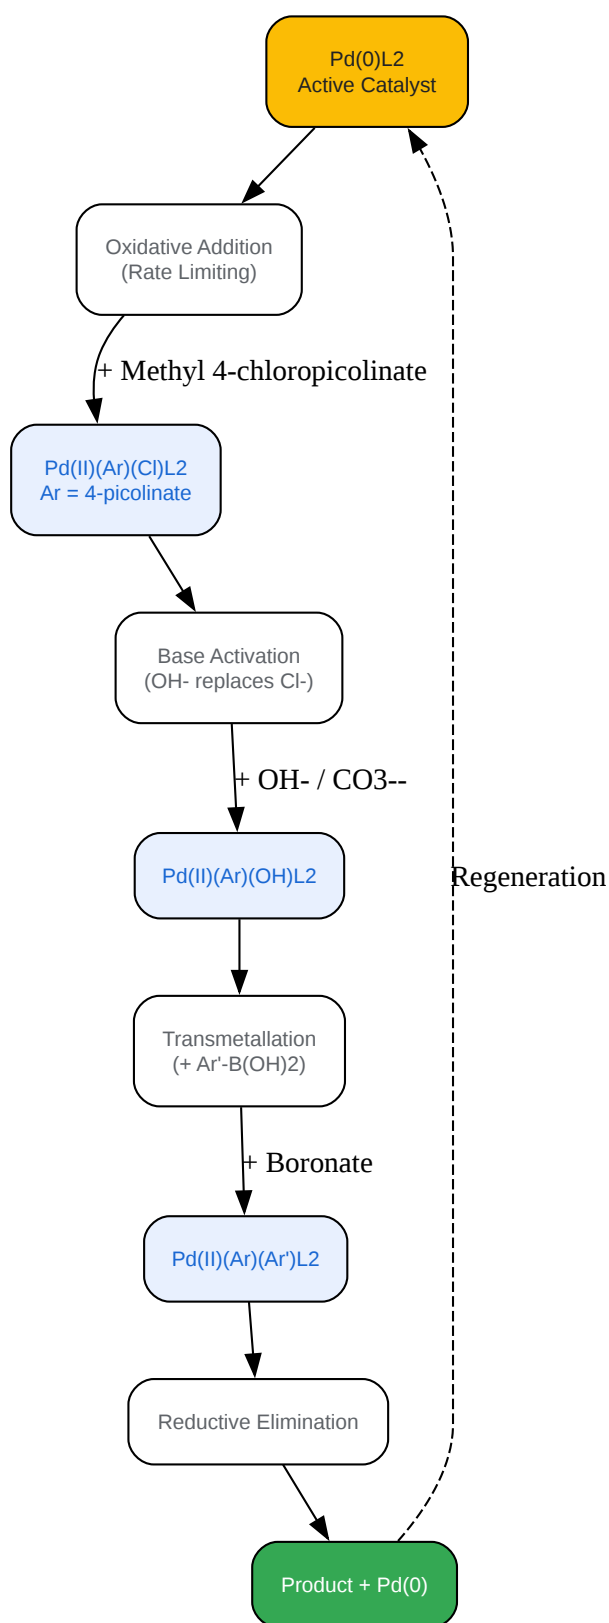 Pd(0)L2
Active Catalyst
Oxidative Addition
(Rate Limiting)
+ Methyl 4-chloropicolinate
Pd(II)(Ar)(Cl)L2
Ar = 4-picolinate
Base Activation
(OH- replaces Cl-)
+ OH- / CO3--
Pd(II)(Ar)(OH)L2
Regeneration
Transmetallation
(+ Ar'-B(OH)2)
+ Boronate
Pd(II)(Ar)(Ar')L2
Reductive Elimination
Product + Pd(0)